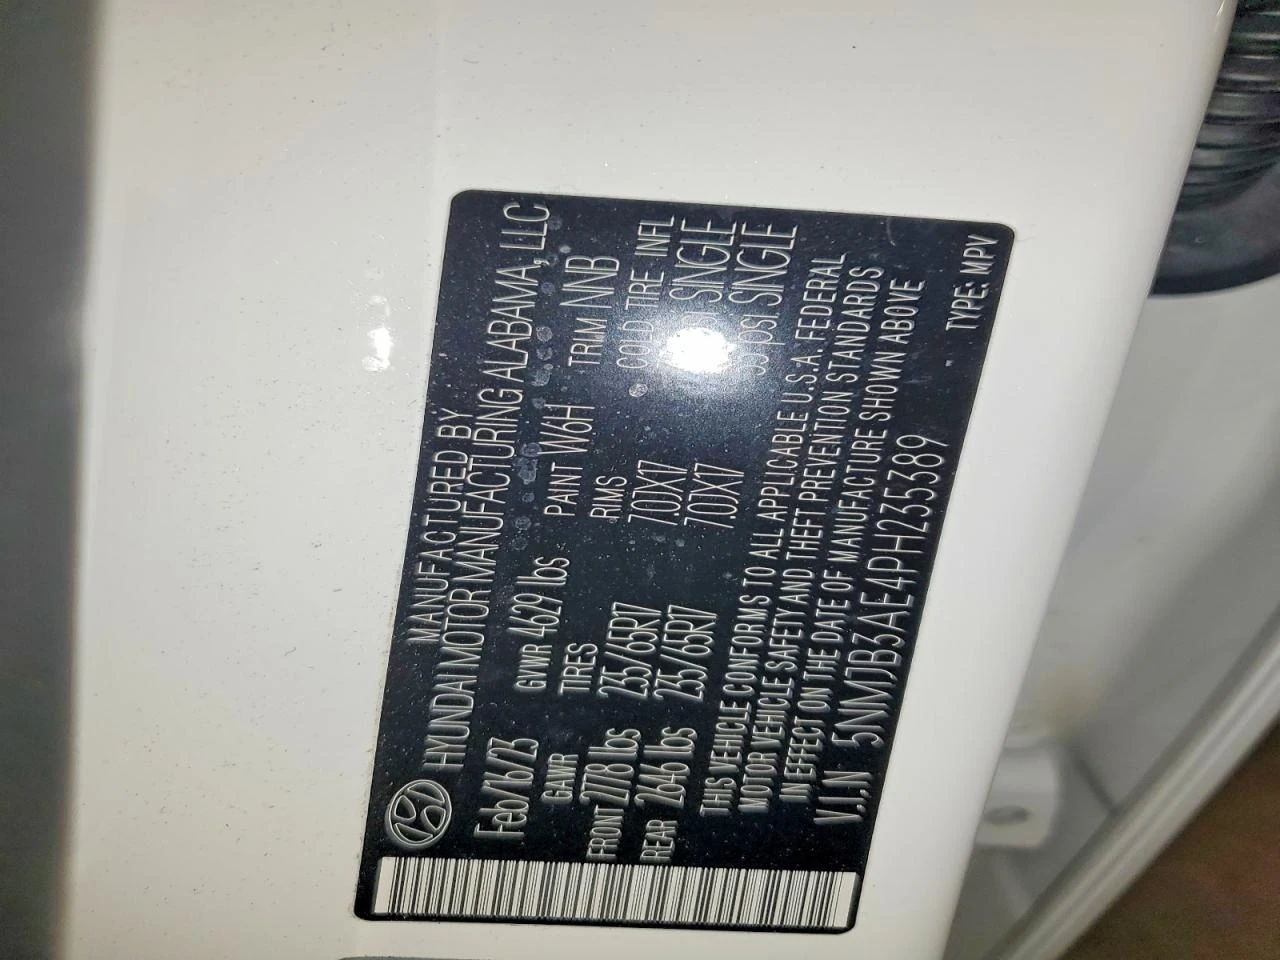 MANUFACTURED BY
HYUNDAI MOTOR MANUFACTURING ALABAMA, LLC
Feb/16/23 GVWR 4629 lbs PAINT W6H TRIM NNB
GAWR TIRES RIMS COLD TIRE INFL
FRONT 2778 lbs 235/65R17 7.0JX17 SINGLE
REAR 2646 lbs 235/65R17 7.0JX17 psi SINGLE
THIS VEHICLE CONFORMS TO ALL APPLICABLE U.S.A. FEDERAL
MOTOR VEHICLE SAFETY AND THEFT PREVENTION STANDARDS
IN EFFECT ON THE DATE OF MANUFACTURE SHOWN ABOVE
V.I.N 5NMJB3AE4PH235389
TYPE: MPV